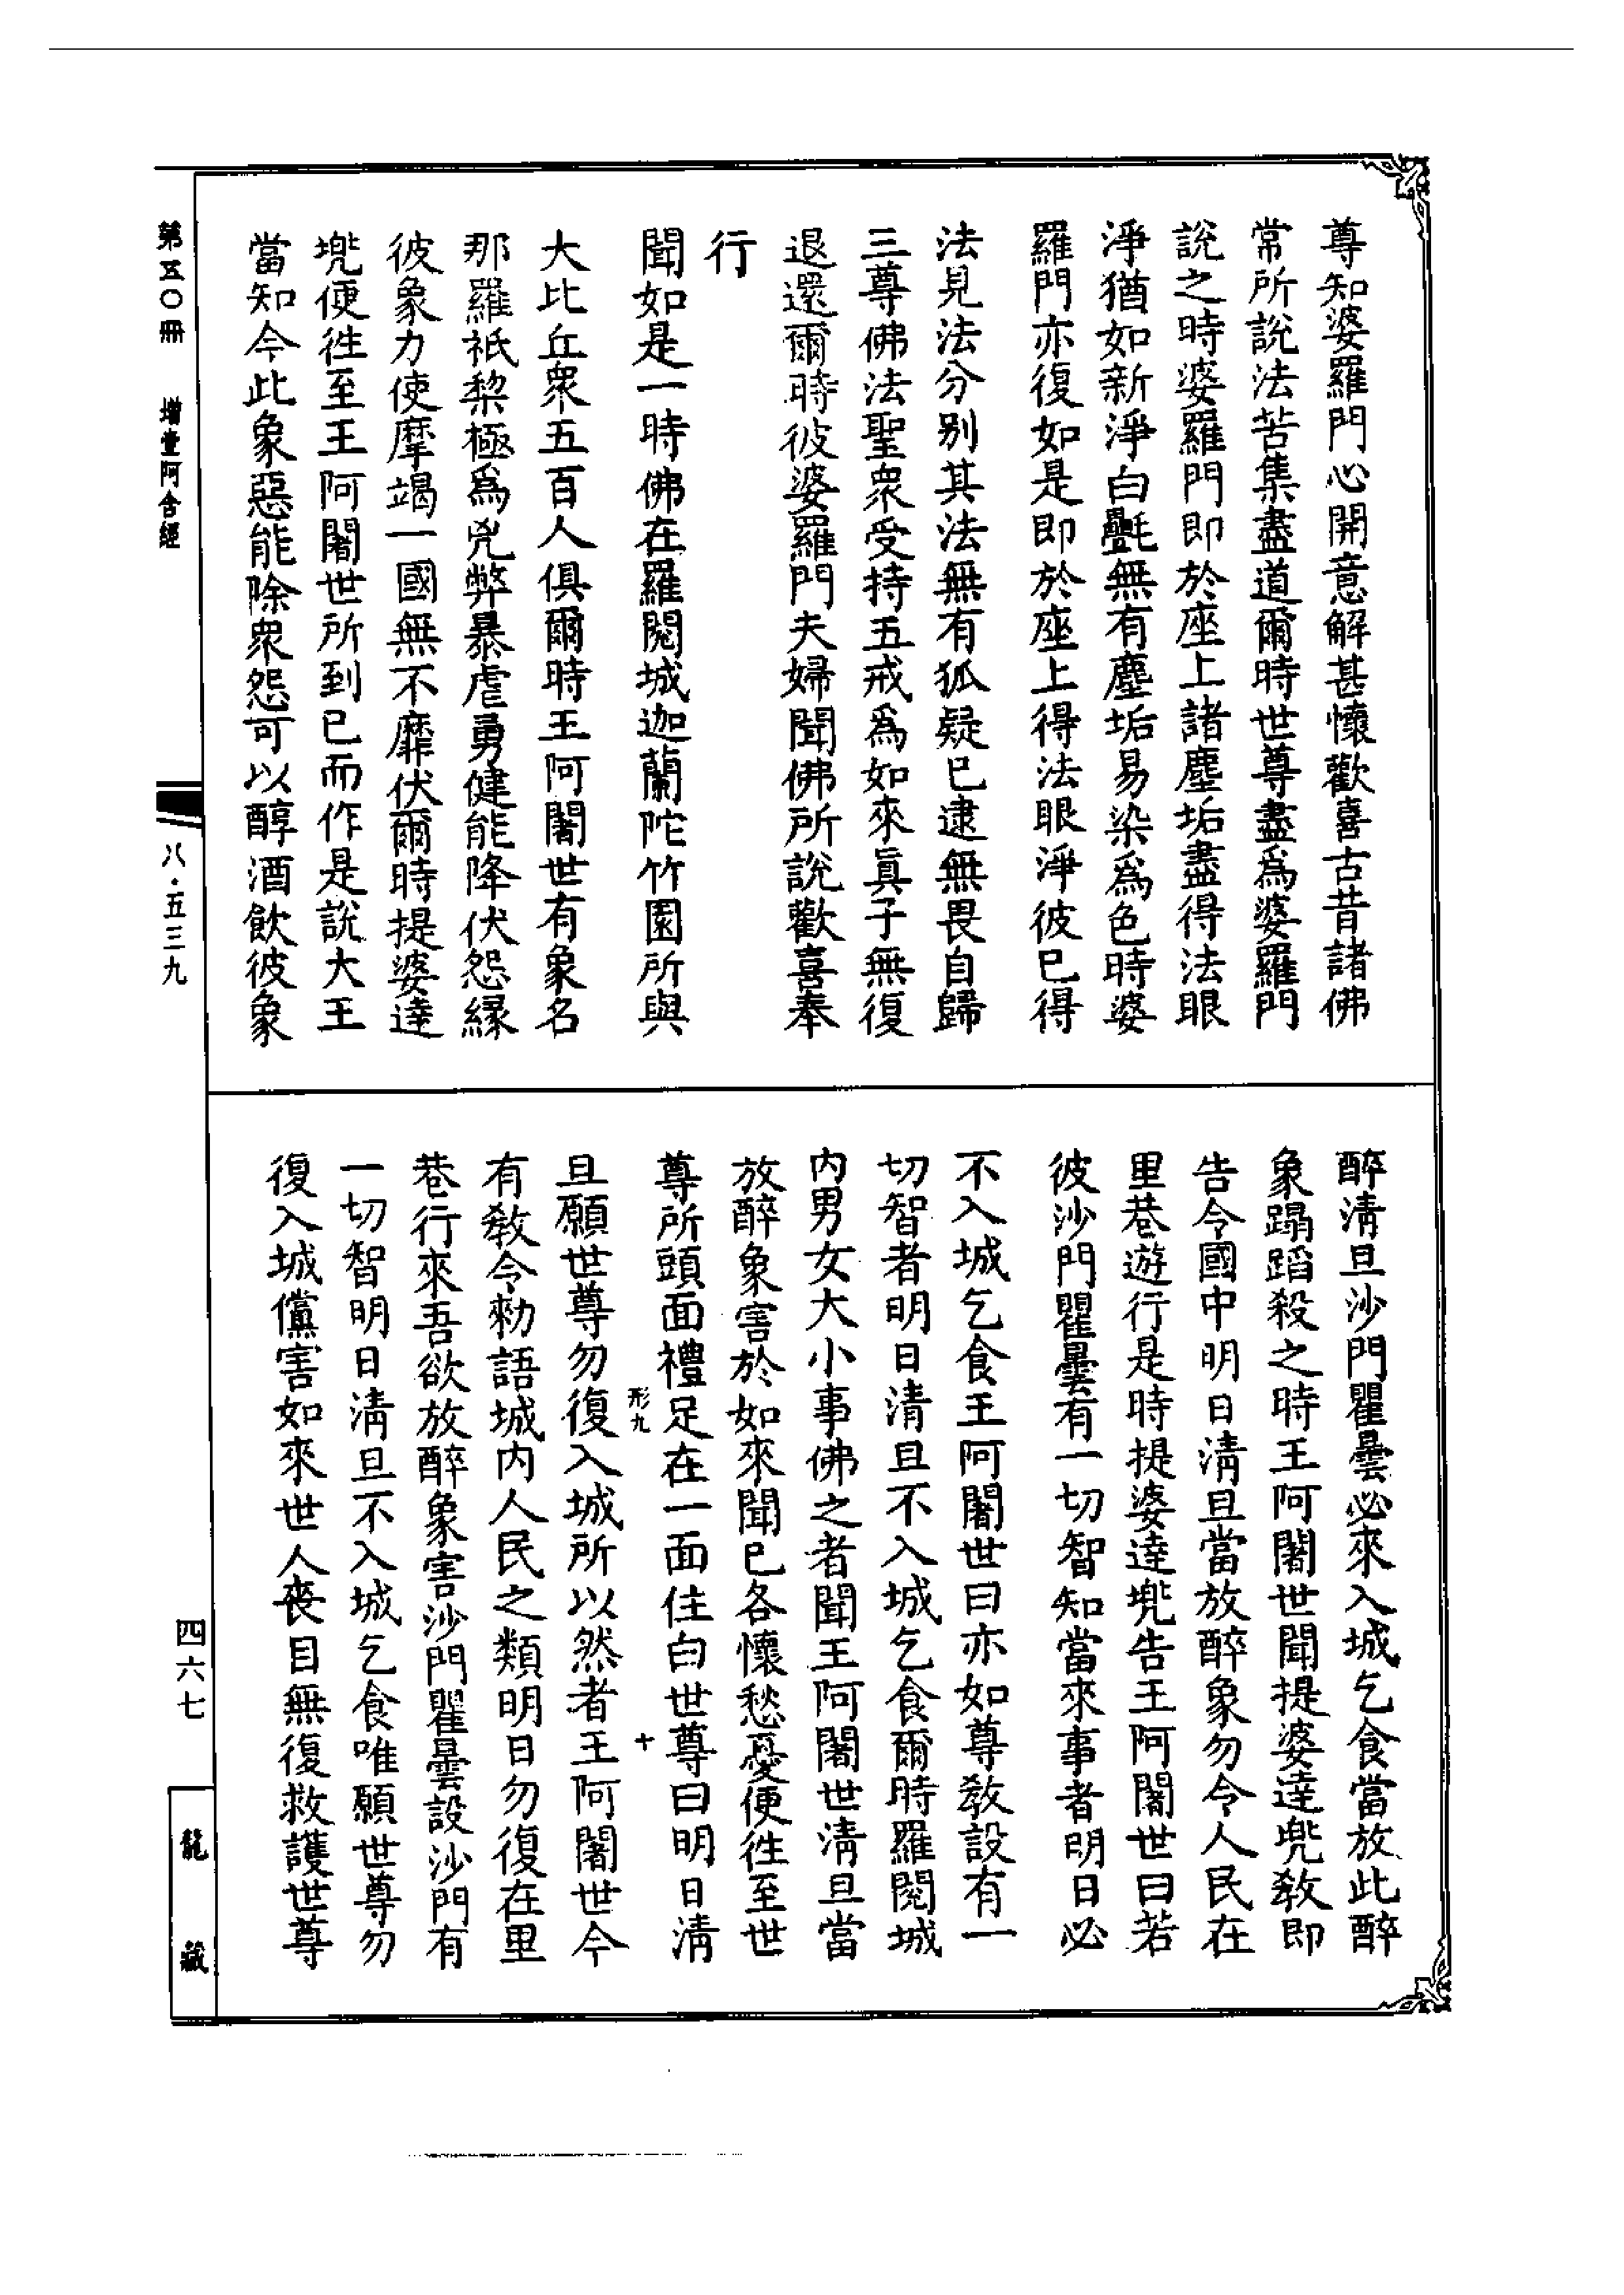 尊知婆羅門心開意解甚懷歡喜古昔諸佛
常所說法苦集盡道爾時世尊盡爲婆羅門
說之時婆羅門即於座上諸塵垢盡得法眼
淨猶如新淨白㲲無有塵垢易染爲色時婆
羅門亦復如是即於座上得法眼淨彼已得
法見法分別其法無有狐疑已逮無畏自歸
三尊佛法聖衆受持五戒爲如來眞子無復
退還爾時彼婆羅門夫婦聞佛所說歡喜奉
行
聞如是一時佛在羅閱城迦蘭陀竹園所與
大比丘衆五百人俱爾時王阿闍世有象名
那羅祇棃極爲兇弊暴虐勇健能降伏怨緣
彼象力使摩竭一國無不靡伏爾時提婆達
兜便徃至王阿闍世所到已而作是說大王
當知今此象惡能除衆怨可以醇酒飲彼象
醉淸旦沙門瞿曇必來入城乞食當放此醉
象蹋蹈殺之時王阿闍世聞提婆達兜敎即
告令國中明日淸旦當放醉象勿令人民在
里巷遊行是時提婆達兜告王阿闍世曰若
彼沙門瞿曇有一切智知當來事者明日必
不入城乞食王阿闍世曰亦如尊敎設有一
切智者明日清旦不入城乞食爾時羅閱城
内男女大小事佛之者聞王阿闍世淸旦當
放醉象害於如來聞已各懷愁憂便徃至世
尊所頭面禮足在一面住白世尊曰明日淸
形九
十
旦願世尊勿復入城所以然者王阿闍世今
有敎令勑語城内人民之類明日勿復在里
巷行來吾欲放醉象害沙門瞿曇設沙門有
一切智明日淸旦不入城乞食唯願世尊勿
復入城儻害如來世人喪目無復救護世尊
第五〇冊 增壹阿含經
八·五三九
四六七
龍藏